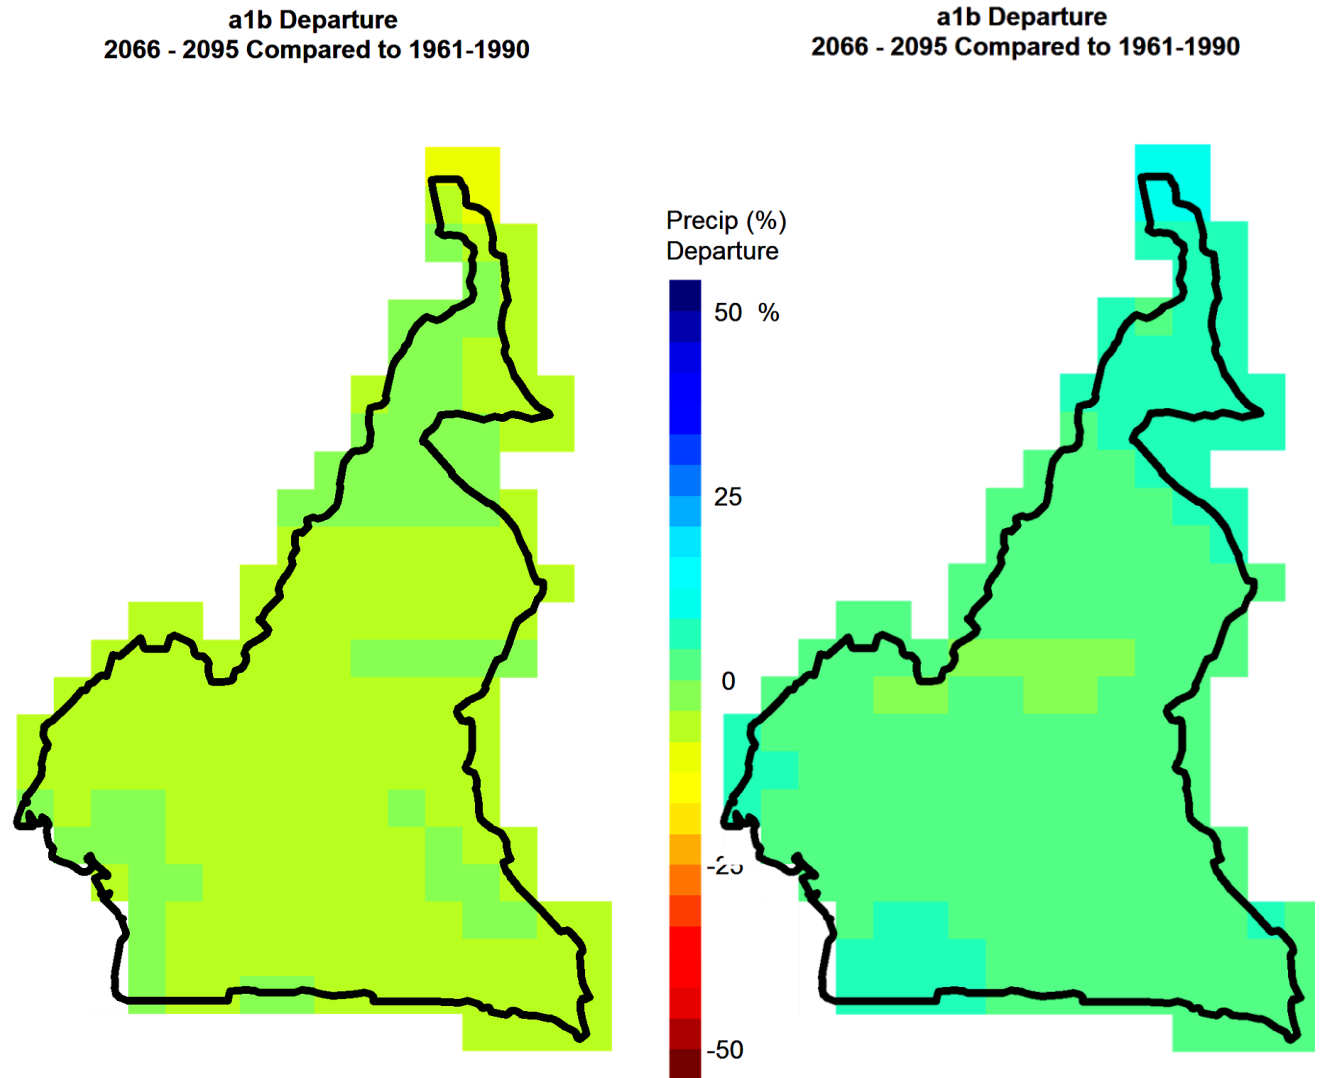 a1b Departure
2066 - 2095 Compared to 1961-1990
a1b Departure
2066 - 2095 Compared to 1961-1990
Precip (%)
Departure
50 %
25
0
-25
-50